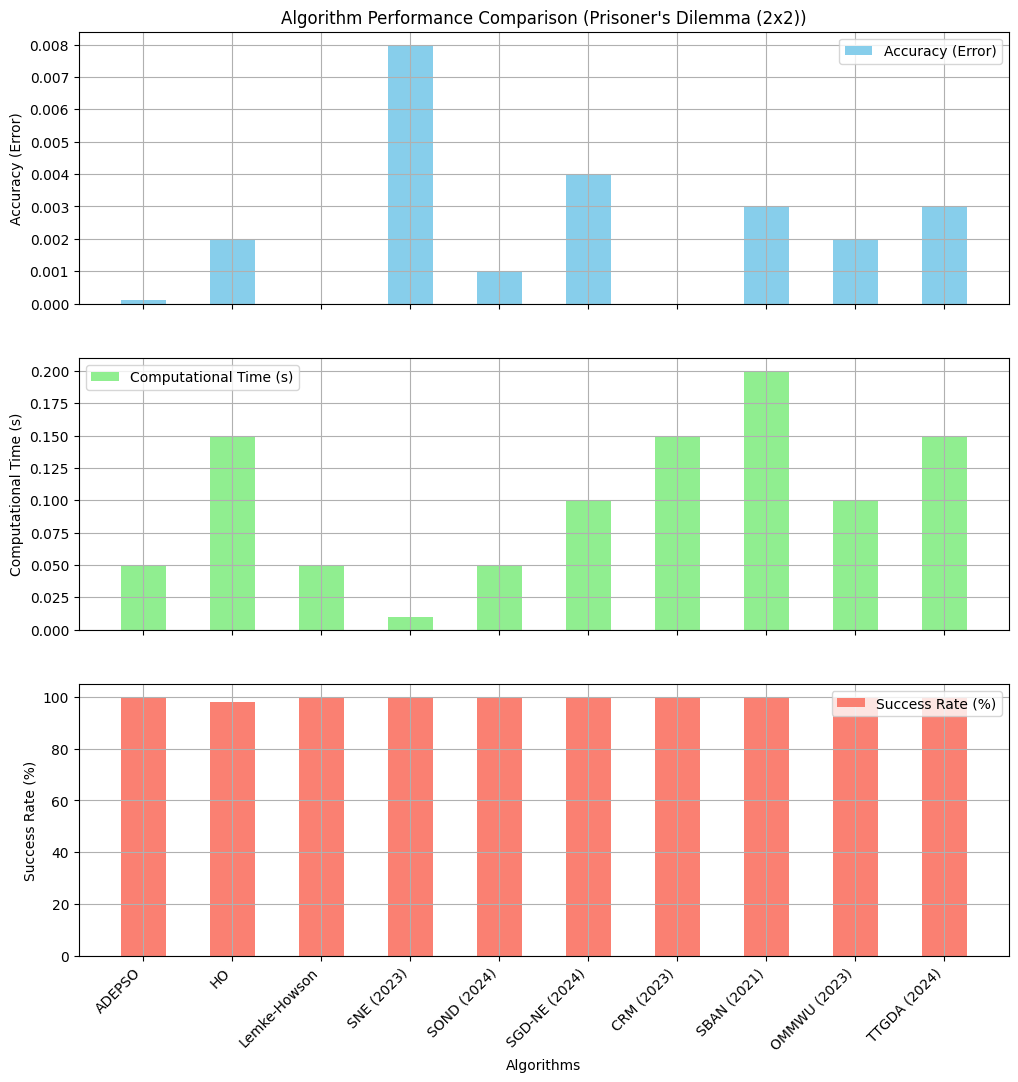 Algorithm Performance Comparison (Prisoner's Dilemma (2x2))
Accuracy (Error)
0.008
0.007
0.006
0.005
0.004
0.003
0.002
0.001
0.000
Accuracy (Error)
Computational Time (s)
0.200
0.175
0.150
0.125
0.100
0.075
0.050
0.025
0.000
Computational Time (s)
Success Rate (%)
100
80
60
40
20
0
Success Rate (%)
ADEPSO
HO
Lemke-Howson
SNE (2023)
SOND (2024)
SGD-NE (2024)
CRM (2023)
SBAN (2021)
OMMWU (2023)
TTGDA (2024)
Algorithms